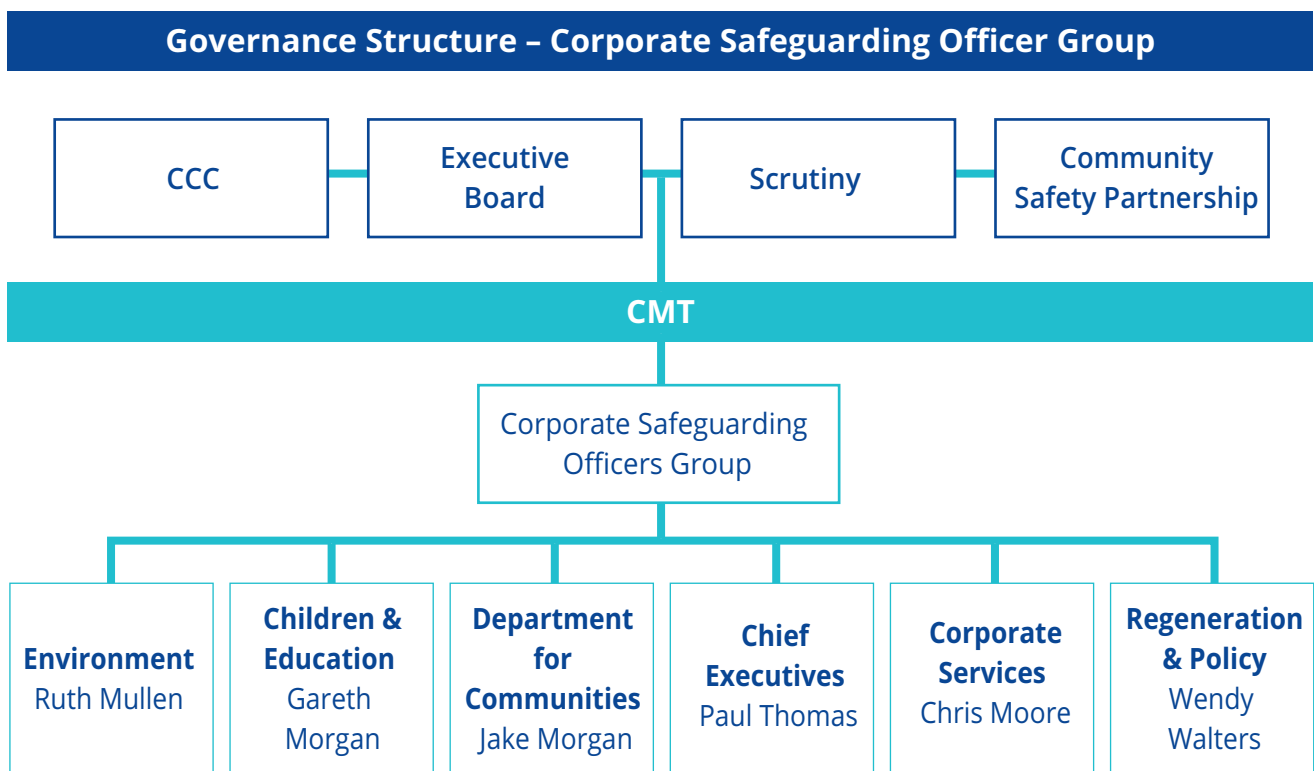 Governance Structure – Corporate Safeguarding Officer Group
CCC
Executive
Board
Scrutiny
Community
Safety Partnership
CMT
Corporate Safeguarding
Officers Group
Environment
Ruth Mullen
Children &
Education
Gareth
Morgan
Department
for
Communities
Jake Morgan
Chief
Executives
Paul Thomas
Corporate
Services
Chris Moore
Regeneration
& Policy
Wendy
Walters